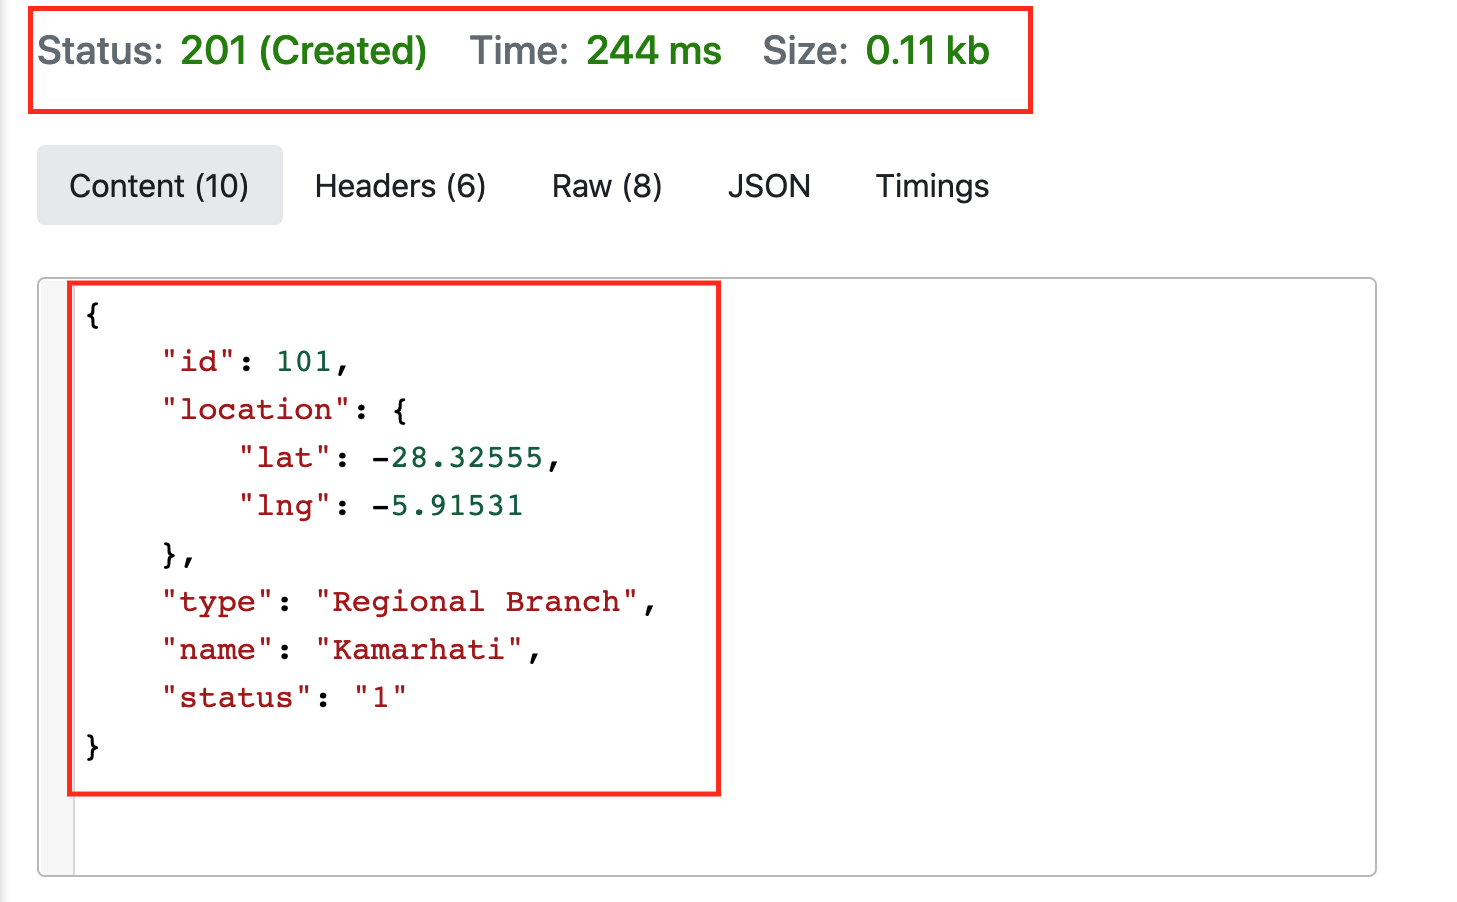 Status: 201 (Created) Time: 244 ms Size: 0.11 kb
Content (10) Headers (6) Raw (8) JSON Timings
{
"id": 101,
"location": {
"lat": -28.32555,
"lng": -5.91531
},
"type": "Regional Branch",
"name": "Kamarhati",
"status": "1"
}